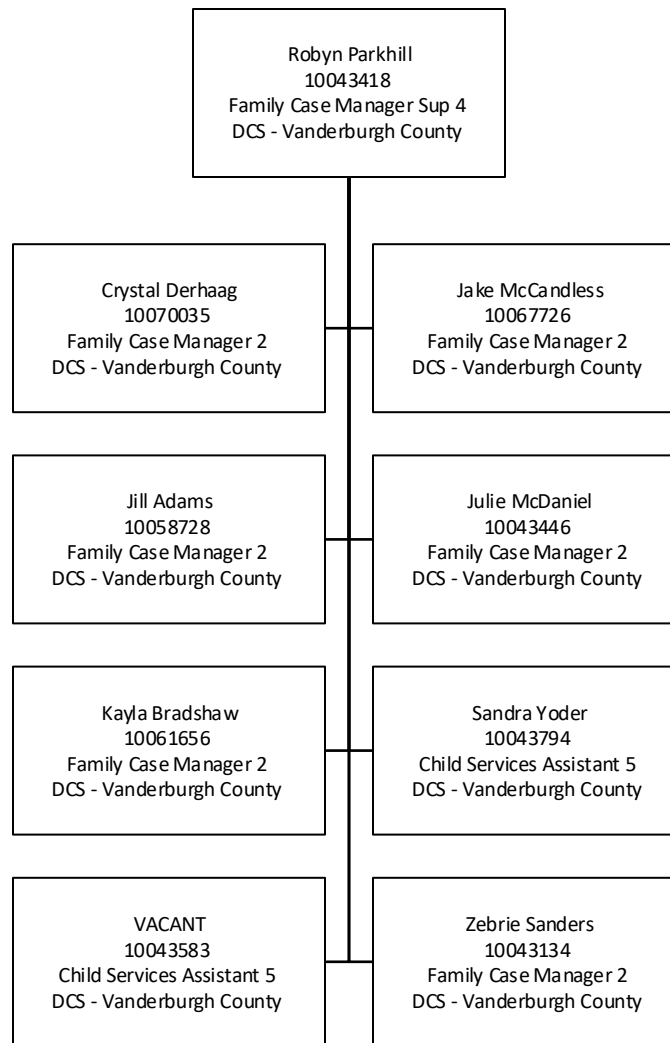 Robyn Parkhill
10043418
Family Case Manager Sup 4
DCS - Vanderburgh County
Crystal Derhaag
10070035
Family Case Manager 2
DCS - Vanderburgh County
Jake McCandless
10067726
Family Case Manager 2
DCS - Vanderburgh County
Jill Adams
10058728
Family Case Manager 2
DCS - Vanderburgh County
Julie McDaniel
10043446
Family Case Manager 2
DCS - Vanderburgh County
Kayla Bradshaw
10061656
Family Case Manager 2
DCS - Vanderburgh County
Sandra Yoder
10043794
Child Services Assistant 5
DCS - Vanderburgh County
VACANT
10043583
Child Services Assistant 5
DCS - Vanderburgh County
Zebrie Sanders
10043134
Family Case Manager 2
DCS - Vanderburgh County